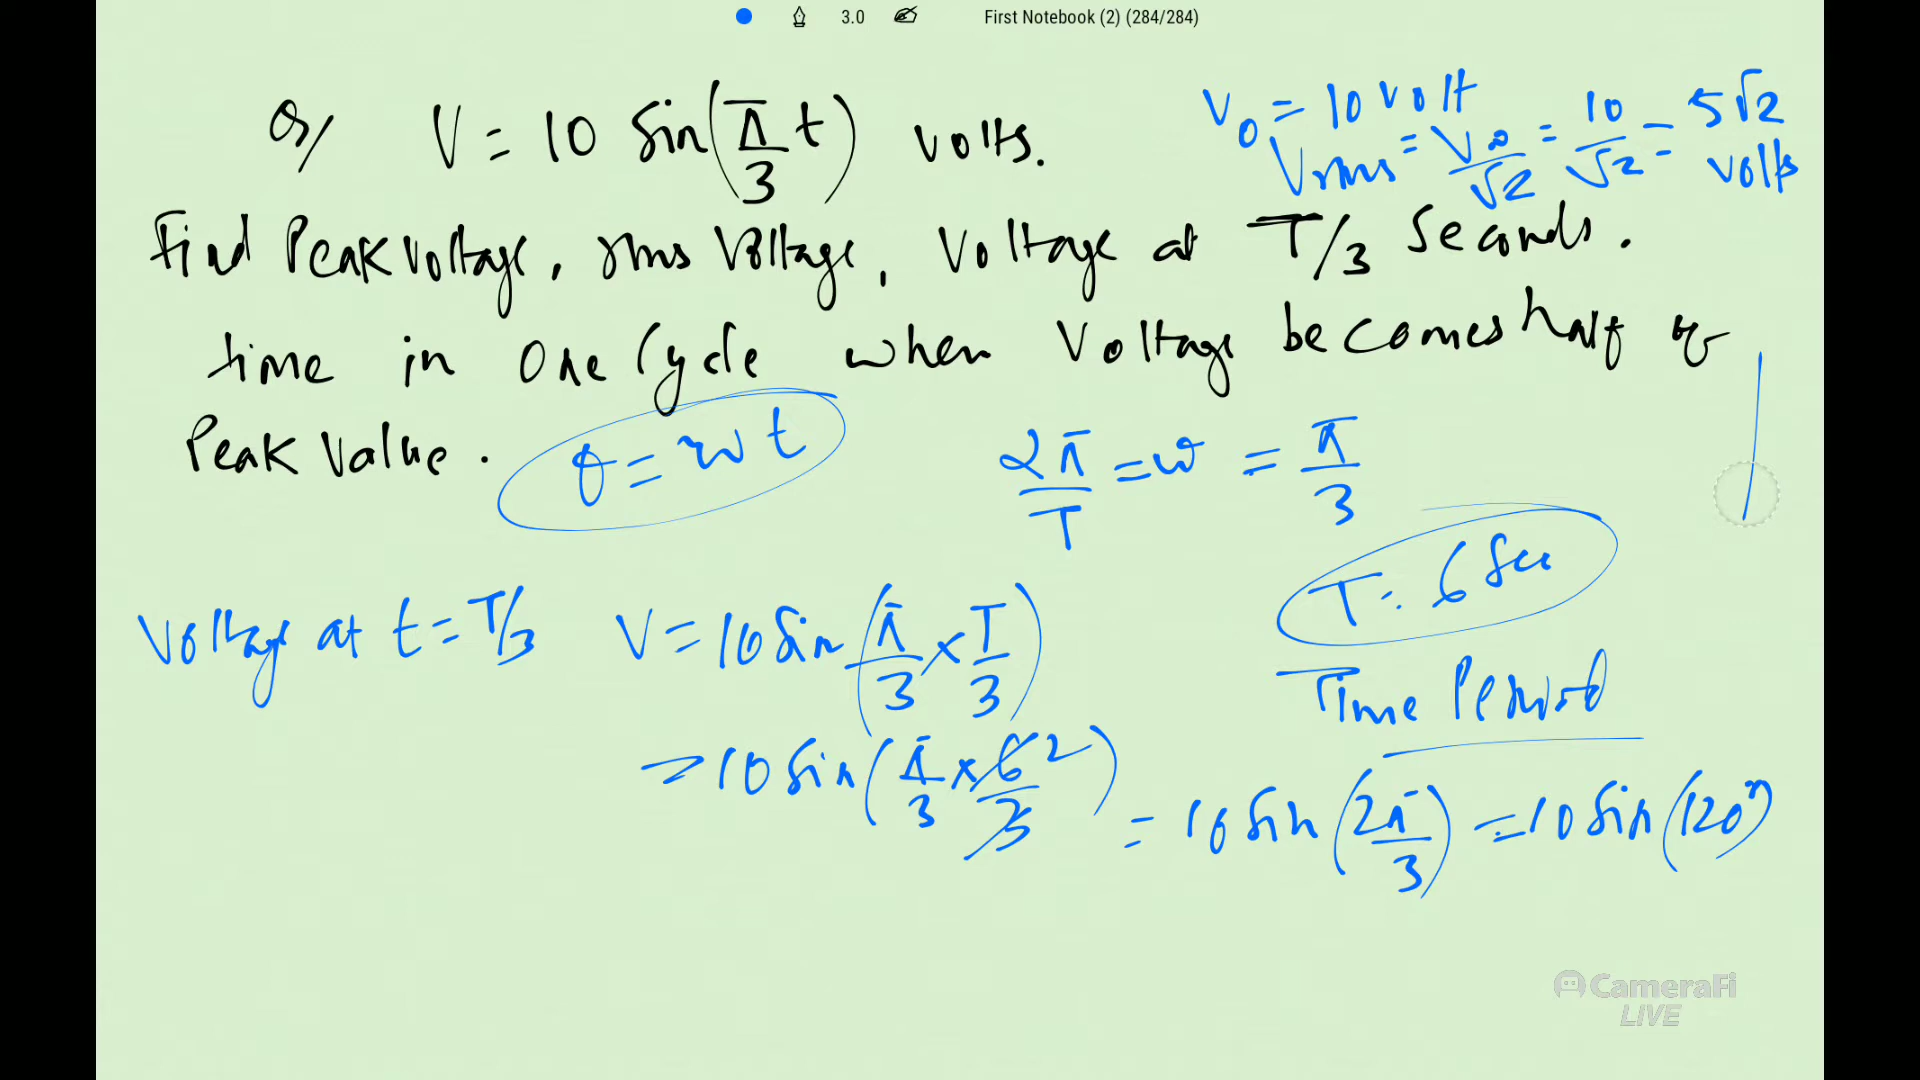 3.0 First Notebook (2) (284/284)
Q/ V = 10 Sin(π/3 t) volts.
V₀ = 10 volt
Vrms = V₀/√2 = 10/√2 = 5√2 volts
Find Peak voltage, rms Voltage, Voltage at T/3 Seconds.
time in one Cycle when Voltage becomes half of
Peak Value.
θ = wt
2π/T = w = π/3
T = 6 Sec
Time Period
Voltage at t = T/3 V = 10 Sin(π/3 × T/3)
= 10 Sin(π/3 × 6/3 2) = 10 Sin(2π/3) = 10 Sin(120°)
CameraFi
LIVE